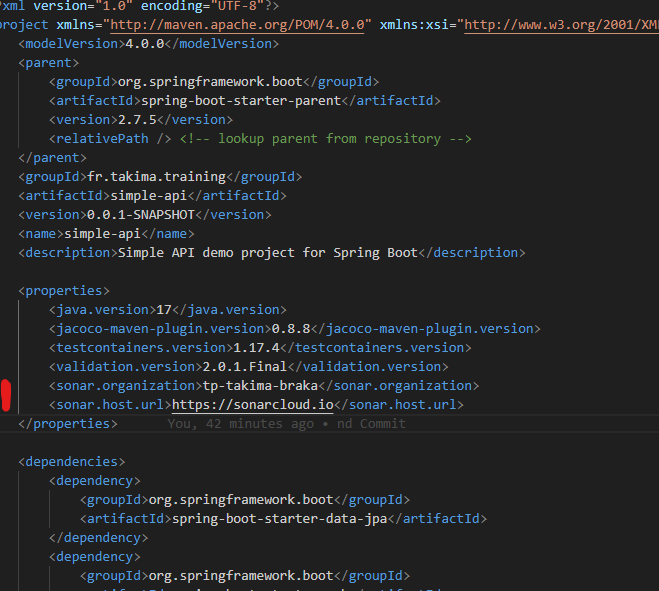 ?xml version="1.0" encoding="UTF-8"?>
project xmlns="http://maven.apache.org/POM/4.0.0" xmlns:xsi="http://www.w3.org/2001/XM
<modelVersion>4.0.0</modelVersion>
<parent>
<groupId>org.springframework.boot</groupId>
<artifactId>spring-boot-starter-parent</artifactId>
<version>2.7.5</version>
<relativePath /> <!-- lookup parent from repository -->
</parent>
<groupId>fr.takima.training</groupId>
<artifactId>simple-api</artifactId>
<version>0.0.1-SNAPSHOT</version>
<name>simple-api</name>
<description>Simple API demo project for Spring Boot</description>
<properties>
<java.version>17</java.version>
<jacoco-maven-plugin.version>0.8.8</jacoco-maven-plugin.version>
<testcontainers.version>1.17.4</testcontainers.version>
<validation.version>2.0.1.Final</validation.version>
<sonar.organization>tp-takima-braka</sonar.organization>
<sonar.host.url>https://sonarcloud.io</sonar.host.url>
</properties> You, 42 minutes ago • nd Commit
<dependencies>
<dependency>
<groupId>org.springframework.boot</groupId>
<artifactId>spring-boot-starter-data-jpa</artifactId>
</dependency>
<dependency>
<groupId>org.springframework.boot</groupId>